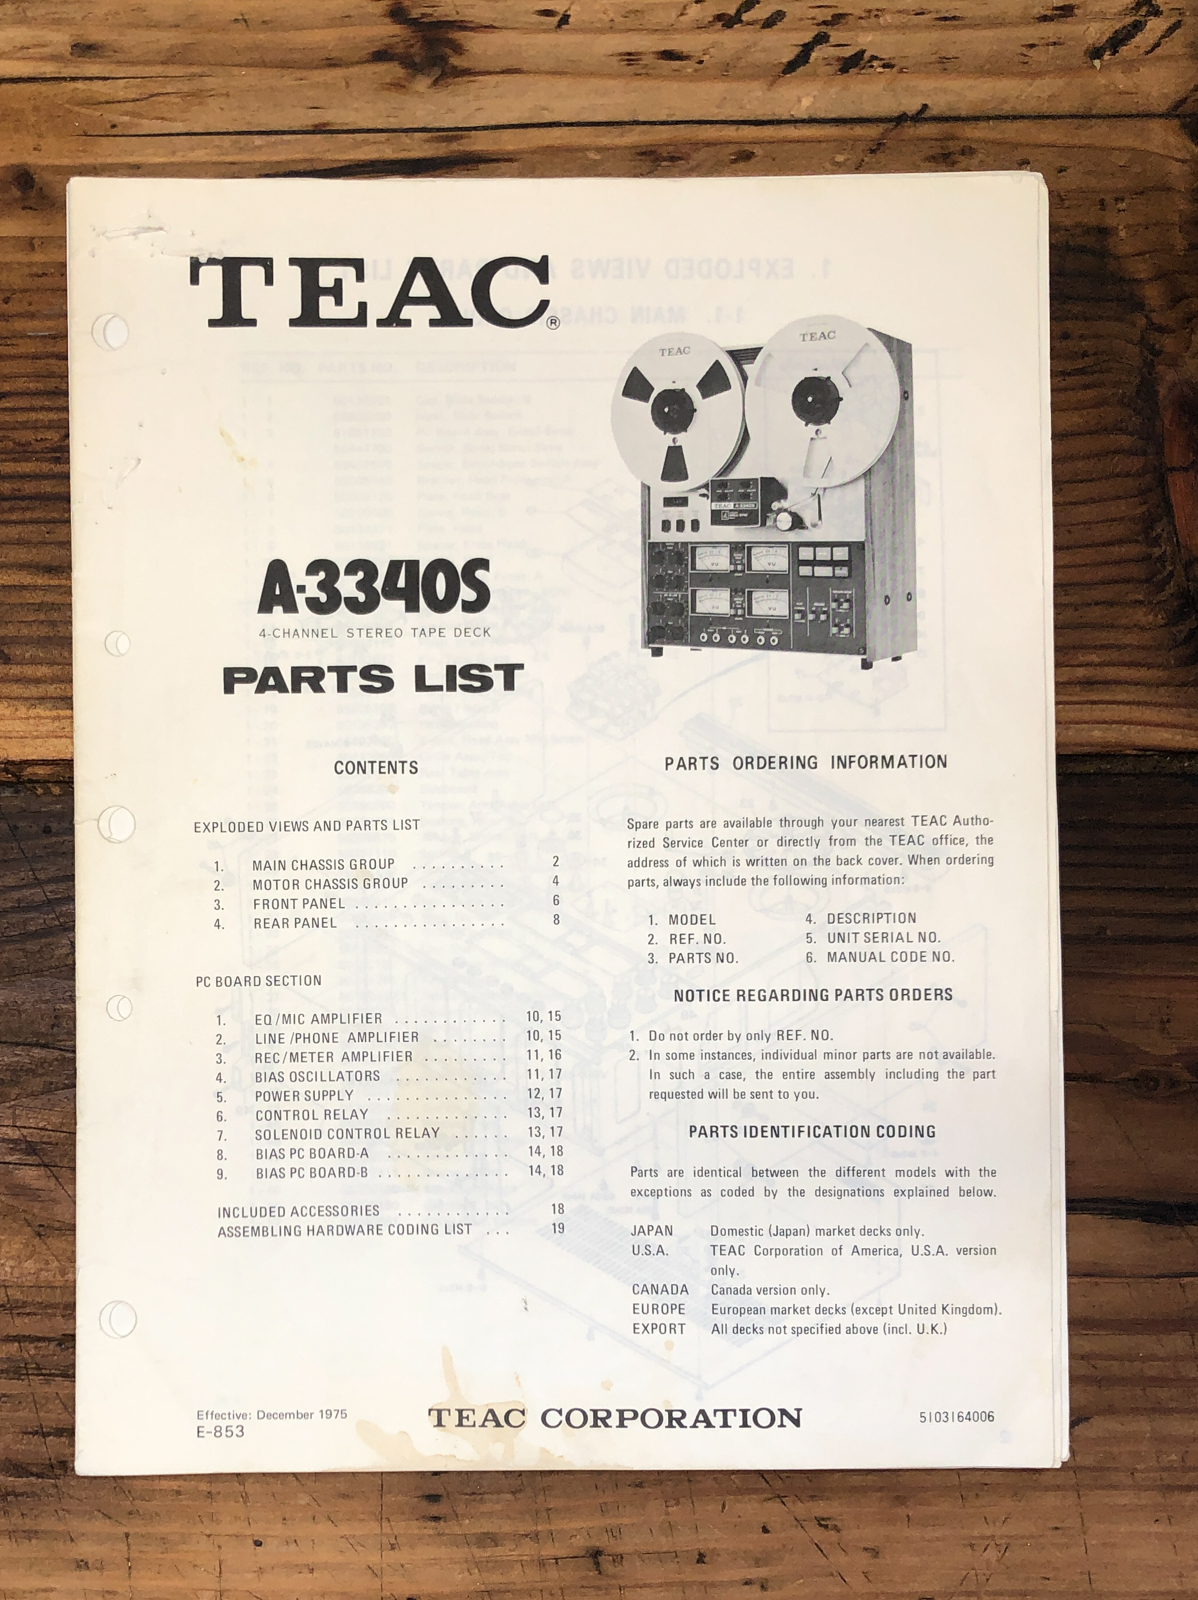 TEAC®
TEAC
TEAC
TEAC A-3340S
VU
VU
VU
VU
A-3340S
4-CHANNEL STEREO TAPE DECK
PARTS LIST
CONTENTS
EXPLODED VIEWS AND PARTS LIST
1. MAIN CHASSIS GROUP .......... 2
2. MOTOR CHASSIS GROUP ......... 4
3. FRONT PANEL ................ 6
4. REAR PANEL ................ 8
PC BOARD SECTION
1. EQ/MIC AMPLIFIER ............ 10, 15
2. LINE/PHONE AMPLIFIER ........ 10, 15
3. REC/METER AMPLIFIER ......... 11, 16
4. BIAS OSCILLATORS ............ 11, 17
5. POWER SUPPLY ............... 12, 17
6. CONTROL RELAY ............. 13, 17
7. SOLENOID CONTROL RELAY ...... 13, 17
8. BIAS PC BOARD-A ............. 14, 18
9. BIAS PC BOARD-B .............. 14, 18
INCLUDED ACCESSORIES ............ 18
ASSEMBLING HARDWARE CODING LIST ... 19
PARTS ORDERING INFORMATION
Spare parts are available through your nearest TEAC Autho-
rized Service Center or directly from the TEAC office, the
address of which is written on the back cover. When ordering
parts, always include the following information:
1. MODEL 4. DESCRIPTION
2. REF. NO. 5. UNIT SERIAL NO.
3. PARTS NO. 6. MANUAL CODE NO.
NOTICE REGARDING PARTS ORDERS
1. Do not order by only REF. NO.
2. In some instances, individual minor parts are not available.
In such a case, the entire assembly including the part
requested will be sent to you.
PARTS IDENTIFICATION CODING
Parts are identical between the different models with the
exceptions as coded by the designations explained below.
JAPAN Domestic (Japan) market decks only.
U.S.A. TEAC Corporation of America, U.S.A. version
only.
CANADA Canada version only.
EUROPE European market decks (except United Kingdom).
EXPORT All decks not specified above (incl. U.K.)
Effective: December 1975
E-853
TEAC CORPORATION
5103164006